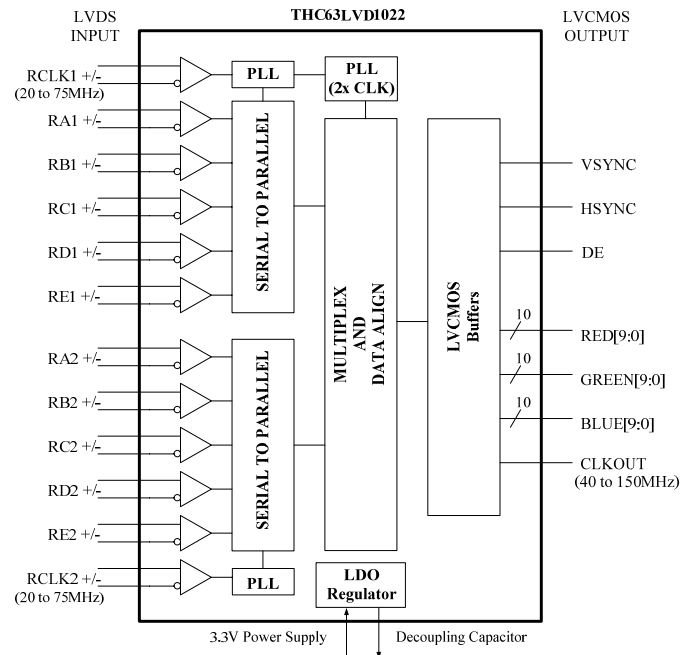 THC63LVD1022
LVDS
INPUT
LVCMOS
OUTPUT
RCLK1 +/-
(20 to 75MHz)
RA1 +/-
RB1 +/-
RC1 +/-
RD1 +/-
RE1 +/-
RA2 +/-
RB2 +/-
RC2 +/-
RD2 +/-
RE2 +/-
RCLK2 +/-
(20 to 75MHz)
PLL
SERIAL TO PARALLEL
SERIAL TO PARALLEL
PLL
PLL
(2x CLK)
MULTIPLEX
AND
DATA ALIGN
LVCMOS
Buffers
LDO
Regulator
VSYNC
HSYNC
DE
10
RED[9:0]
10
GREEN[9:0]
10
BLUE[9:0]
CLKOUT
(40 to 150MHz)
3.3V Power Supply
Decoupling Capacitor